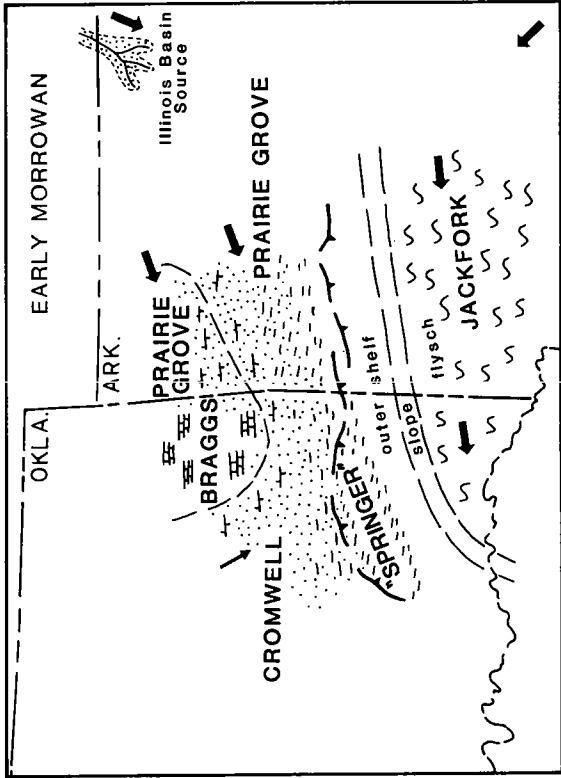 EARLY MORROWAN
OKLA.
ARK.
Illinois Basin
Source
PRAIRIE
GROVE
BRAGGS
PRAIRIE GROVE
CROMWELL
"SPRINGER"
outer shelf
slope
flysch
JACKFORK